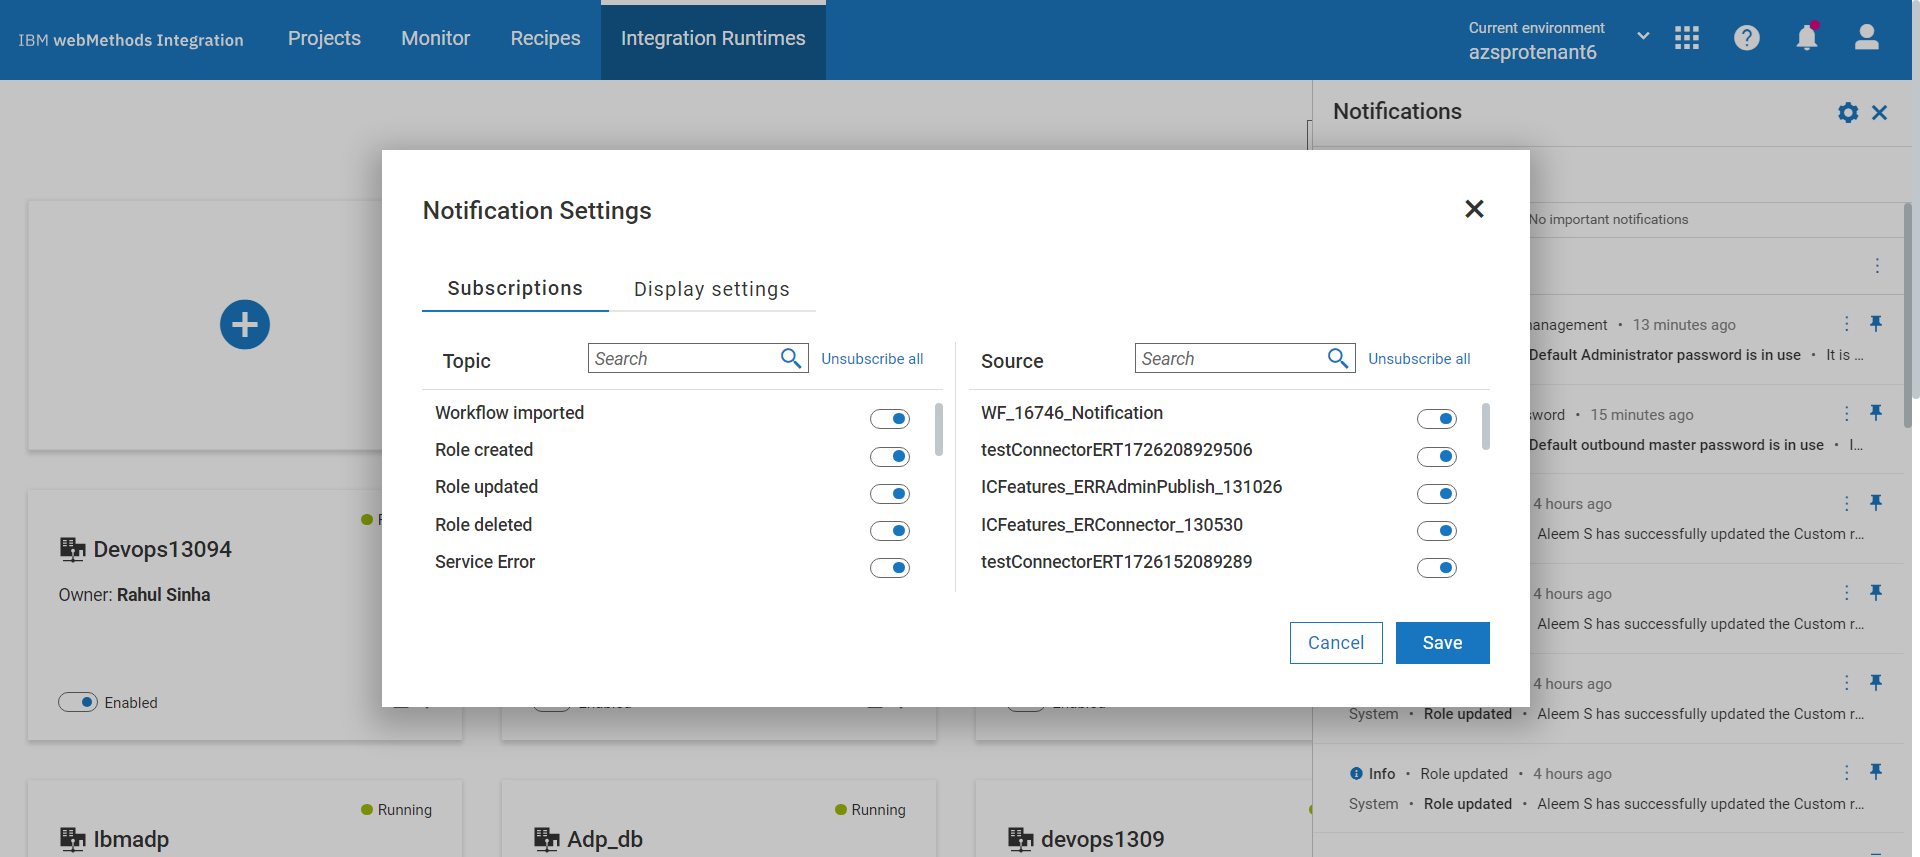 IBM webMethods Integration
Projects
Monitor
Recipes
Integration Runtimes
Current environment
azsprotenant6
Notifications
No important notifications
Notification Settings
Subscriptions
Display settings
Topic
Search
Unsubscribe all
Workflow imported
Role created
Role updated
Role deleted
Service Error
Source
Search
Unsubscribe all
WF_16746_Notification
testConnectorERT1726208929506
ICFeatures_ERRAdminPublish_131026
ICFeatures_ERConnector_130530
testConnectorERT1726152089289
Cancel
Save
• 13 minutes ago
Default Administrator password is in use • It is ...
• 15 minutes ago
Default outbound master password is in use • I...
4 hours ago
Aleem S has successfully updated the Custom r...
4 hours ago
Aleem S has successfully updated the Custom r...
4 hours ago
System • Role updated • Aleem S has successfully updated the Custom r...
Info • Role updated • 4 hours ago
System • Role updated • Aleem S has successfully updated the Custom r...
Devops13094
Owner: Rahul Sinha
Enabled
Running
Ibmadp
Running
Adp_db
devops1309